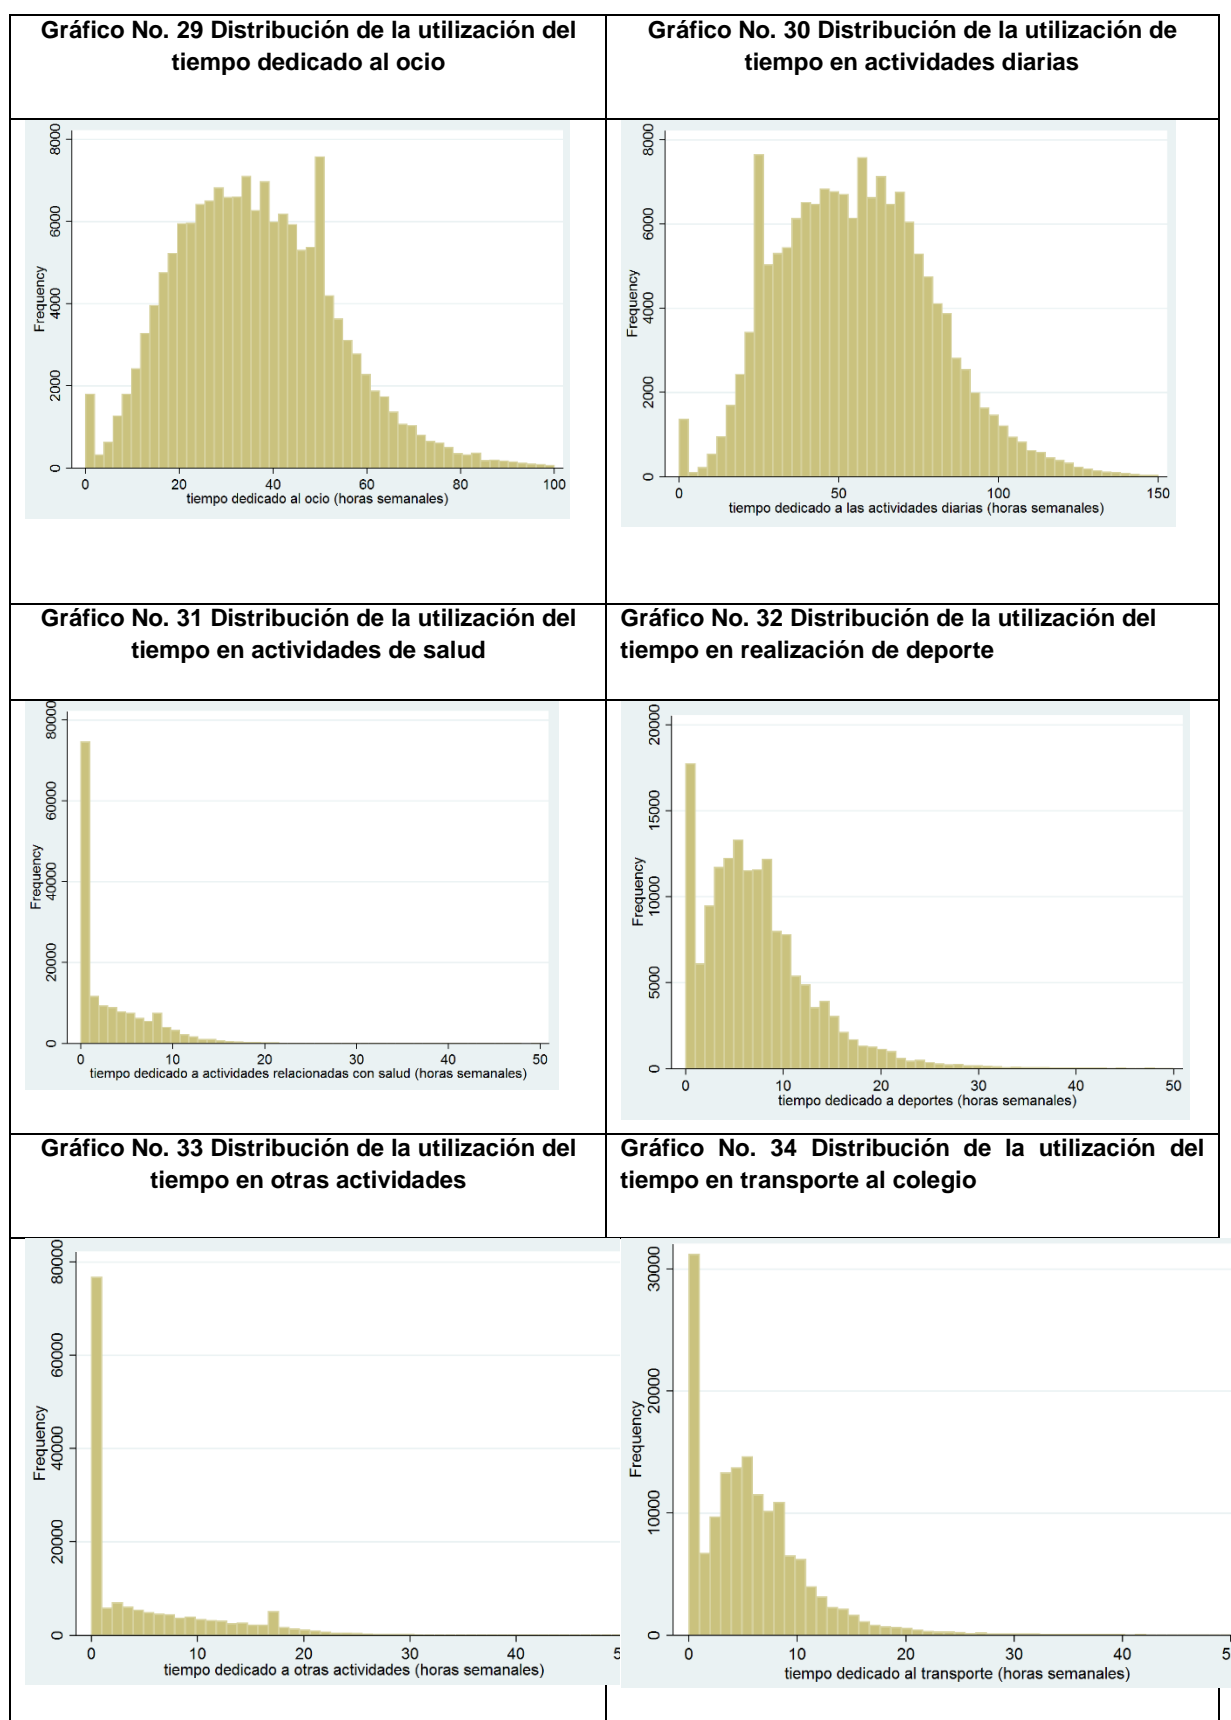 Gráfico No. 29 Distribución de la utilización del
tiempo dedicado al ocio
Gráfico No. 30 Distribución de la utilización de
tiempo en actividades diarias
8000
6000
4000
2000
0
Frequency
0 20 40 60 80 100
tiempo dedicado al ocio (horas semanales)
8000
6000
4000
2000
0
Frequency
0 50 100 150
tiempo dedicado a las actividades diarias (horas semanales)
Gráfico No. 31 Distribución de la utilización del
tiempo en actividades de salud
Gráfico No. 32 Distribución de la utilización del
tiempo en realización de deporte
80000
60000
40000
20000
0
Frequency
0 10 20 30 40 50
tiempo dedicado a actividades relacionadas con salud (horas semanales)
20000
15000
10000
5000
0
Frequency
0 10 20 30 40 50
tiempo dedicado a deportes (horas semanales)
Gráfico No. 33 Distribución de la utilización del
tiempo en otras actividades
Gráfico No. 34 Distribución de la utilización del
tiempo en transporte al colegio
80000
60000
40000
20000
0
Frequency
0 10 20 30 40
tiempo dedicado a otras actividades (horas semanales)
30000
20000
10000
0
Frequency
0 10 20 30 40
tiempo dedicado al transporte (horas semanales)